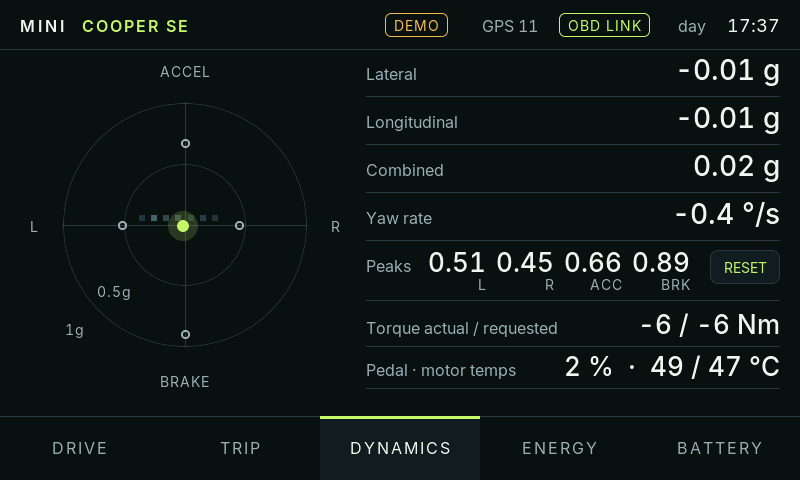 MINI COOPER SE DEMO GPS 11 OBD LINK day 17:37
ACCEL
L
R
0.5g
1g
BRAKE
Lateral -0.01 g
Longitudinal -0.01 g
Combined 0.02 g
Yaw rate -0.4 °/s
Peaks 0.51 0.45 0.66 0.89 RESET
L R ACC BRK
Torque actual / requested -6 / -6 Nm
Pedal · motor temps 2 % · 49 / 47 °C
DRIVE TRIP DYNAMICS ENERGY BATTERY